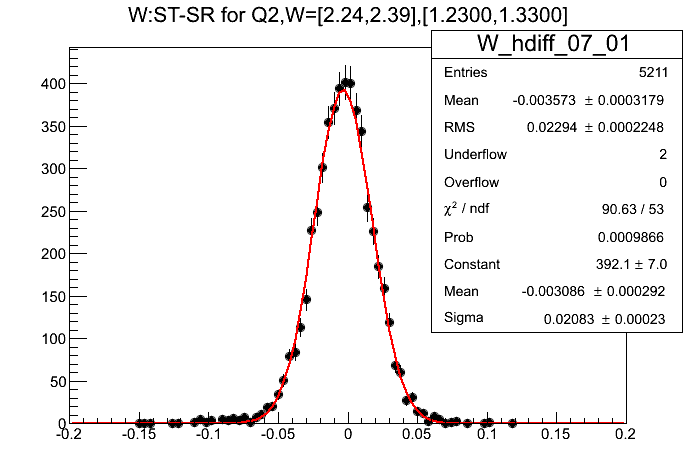 W:ST-SR for Q2,W=[2.24,2.39],[1.2300,1.3300]
W_hdiff_07_01
Entries 5211
Mean -0.003573 ± 0.0003179
RMS 0.02294 ± 0.0002248
Underflow 2
Overflow 0
χ² / ndf 90.63 / 53
Prob 0.0009866
Constant 392.1 ± 7.0
Mean -0.003086 ± 0.000292
Sigma 0.02083 ± 0.00023
400
350
300
250
200
150
100
50
0
-0.2 -0.15 -0.1 -0.05 0 0.05 0.1 0.15 0.2